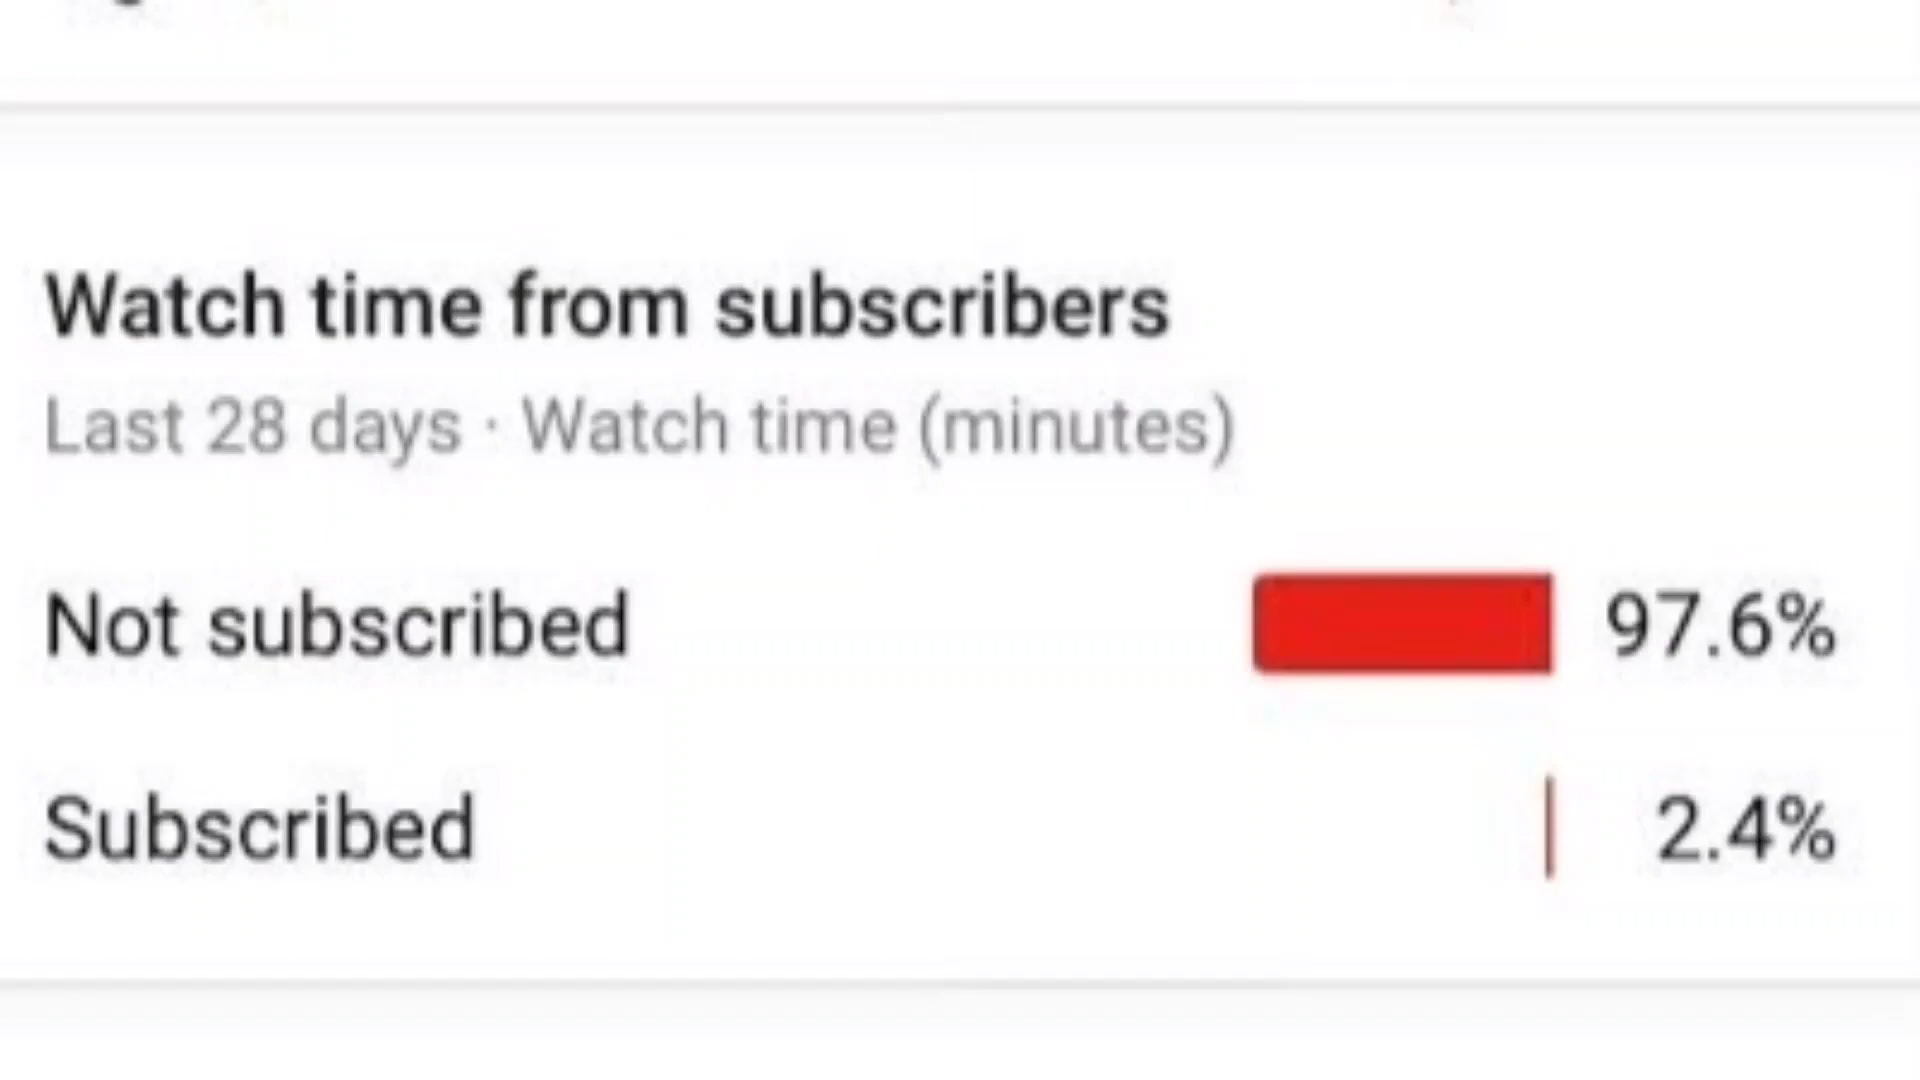 Watch time from subscribers
Last 28 days · Watch time (minutes)
Not subscribed 97.6%
Subscribed 2.4%